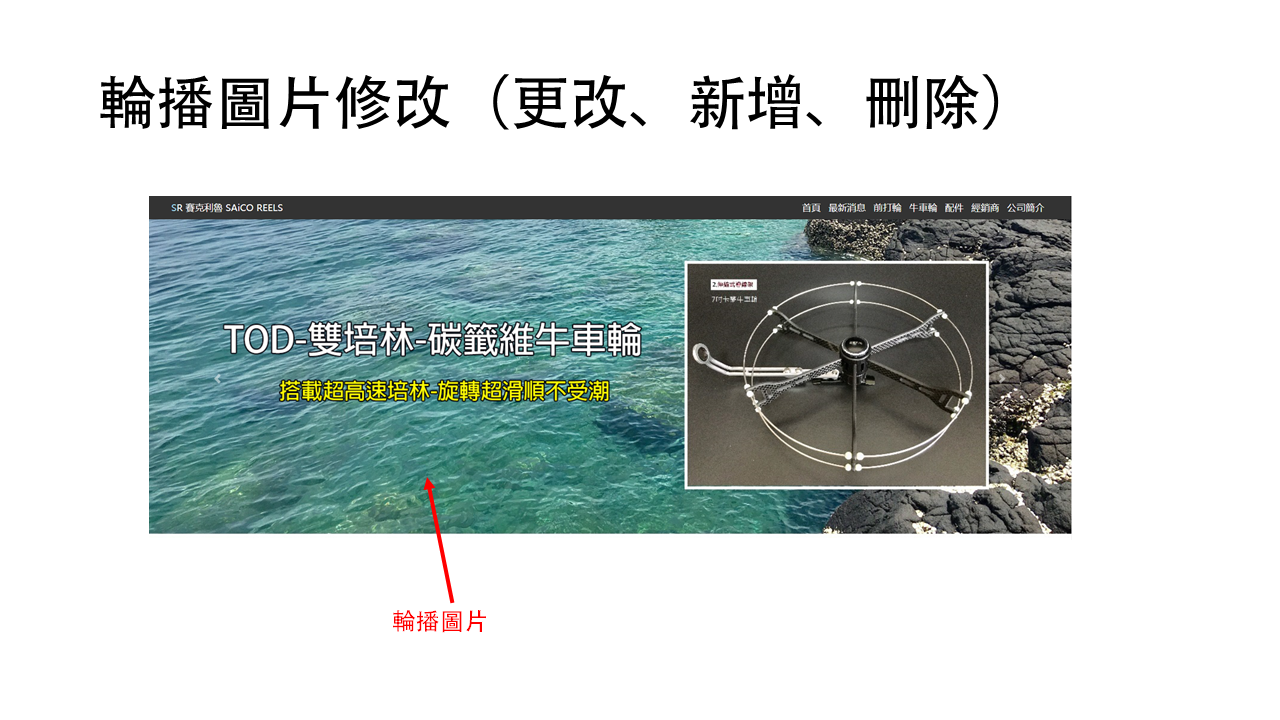 輪播圖片修改（更改、新增、刪除）
SR 賽克利魯 SAiCO REELS
首頁 最新消息 前打輪 牛車輪 配件 經銷商 公司簡介
TOD-雙培林-碳籤維牛車輪
搭載超高速培林-旋轉超滑順不受潮
輪播圖片